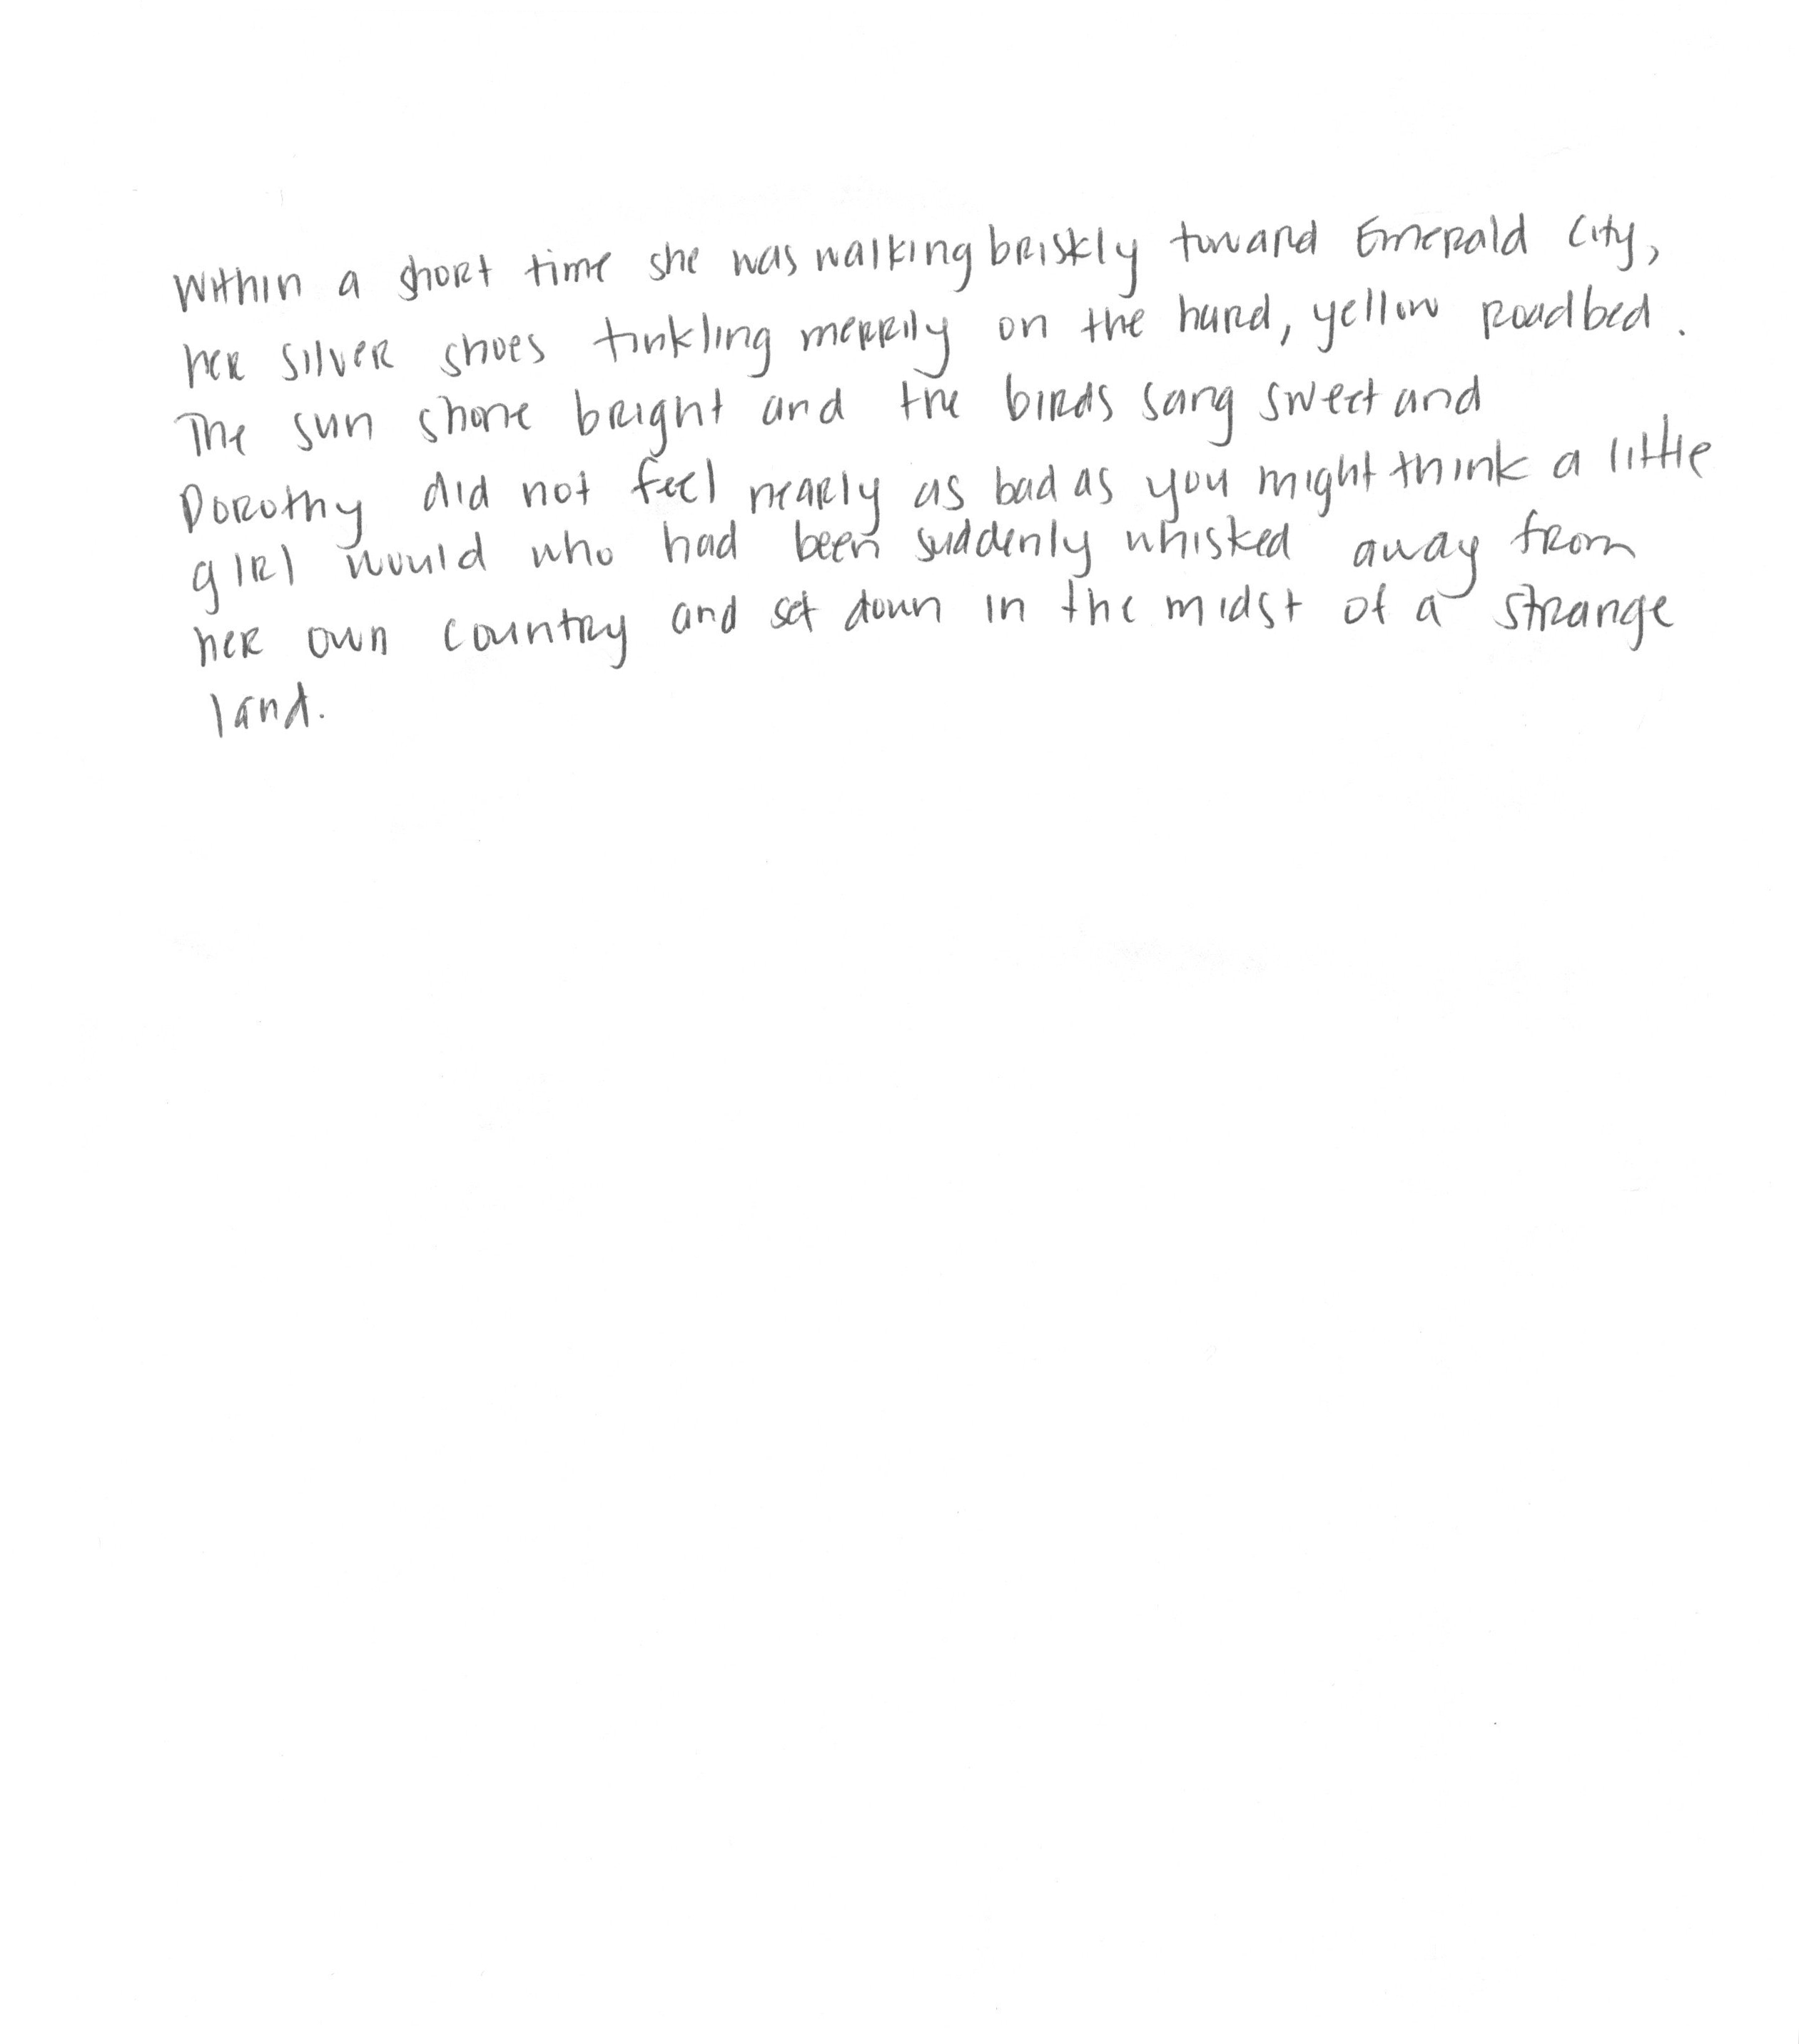 Within a short time she was walking briskly toward Emerald City,
her silver shoes tinkling merrily on the hard, yellow roadbed.
The sun shone bright and the birds sang sweet and
Dorothy did not feel nearly as bad as you might think a little
girl would who had been suddenly whisked away from
her own country and set down in the midst of a strange
land.